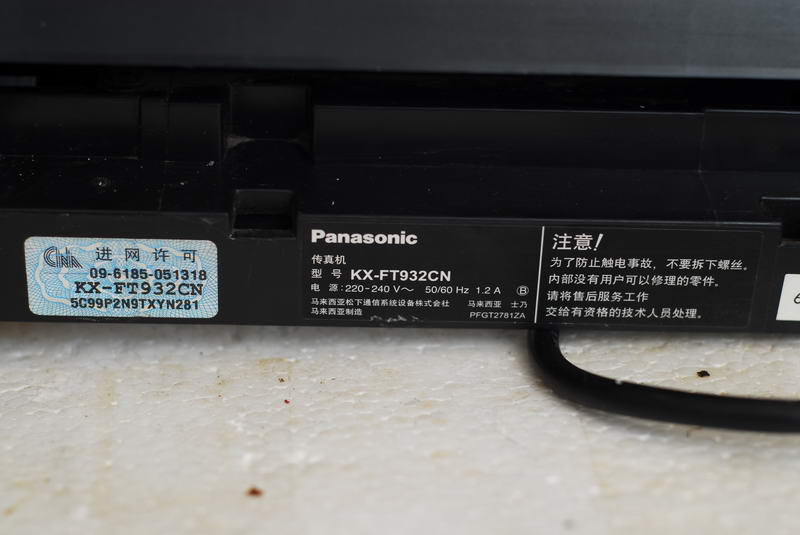 CNA 进网许可
09-6185-051318
KX-FT932CN
5C99P2N9TXYN281
Panasonic
传真机
型 号 KX-FT932CN
电 源:220-240 V～ 50/60 Hz 1.2 A Ⓑ
马来西亚松下通信系统设备株式会社 马来西亚 士乃
马来西亚制造 PFGT2781ZA
注意!
为了防止触电事故，不要拆下螺丝。
内部没有用户可以修理的零件。
请将售后服务工作
交给有资格的技术人员处理。